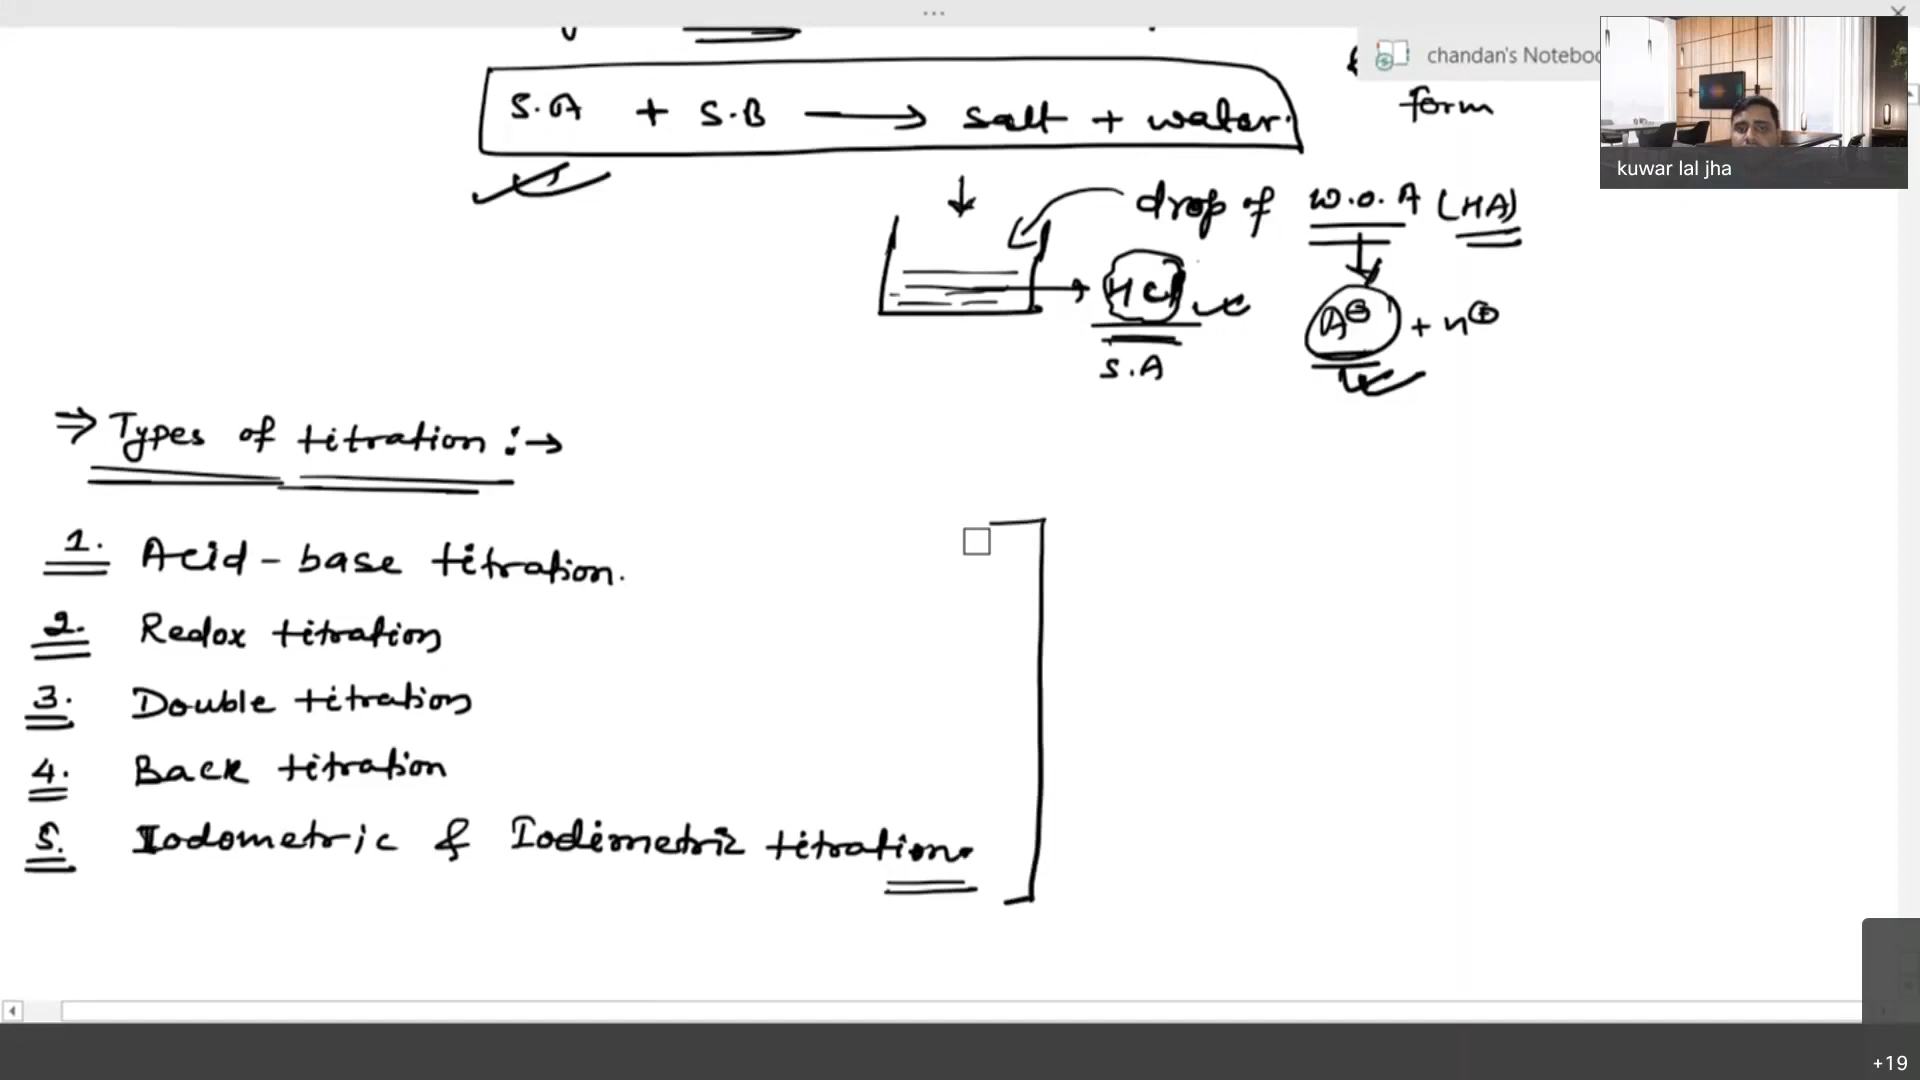 chandan's Noteboo
S.A + S.B ⟶ salt + water.
form
kuwar lal jha
drop of W.O.A (HA)
HCl
A⊖ + H⊕
S.A
⇒ Types of titration :→
1. Acid-base titration.
2. Redox titration
3. Double titration
4. Back titration
5. Iodometric & Iodimetric titration.
+19